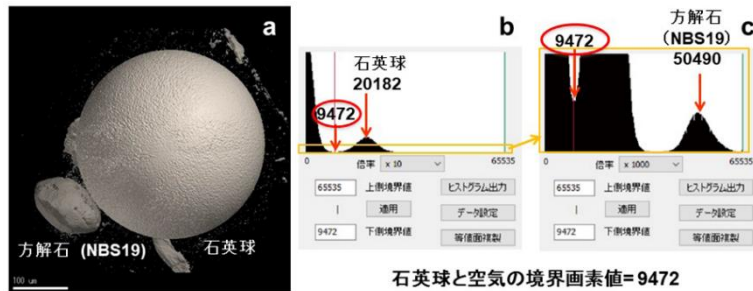 a
方解石 (NBS19)
石英球
100 um
b
石英球
20182
9472
0
65535
倍率
x 10
65535
上側境界値
ヒストグラム出力
|
適用
データ設定
9472
下側境界値
等値面複製
c
方解石
(NBS19)
50490
9472
0
65535
倍率
x 1000
65535
上側境界値
ヒストグラム出力
|
適用
データ設定
9472
下側境界値
等値面複製
石英球と空気の境界画素値= 9472